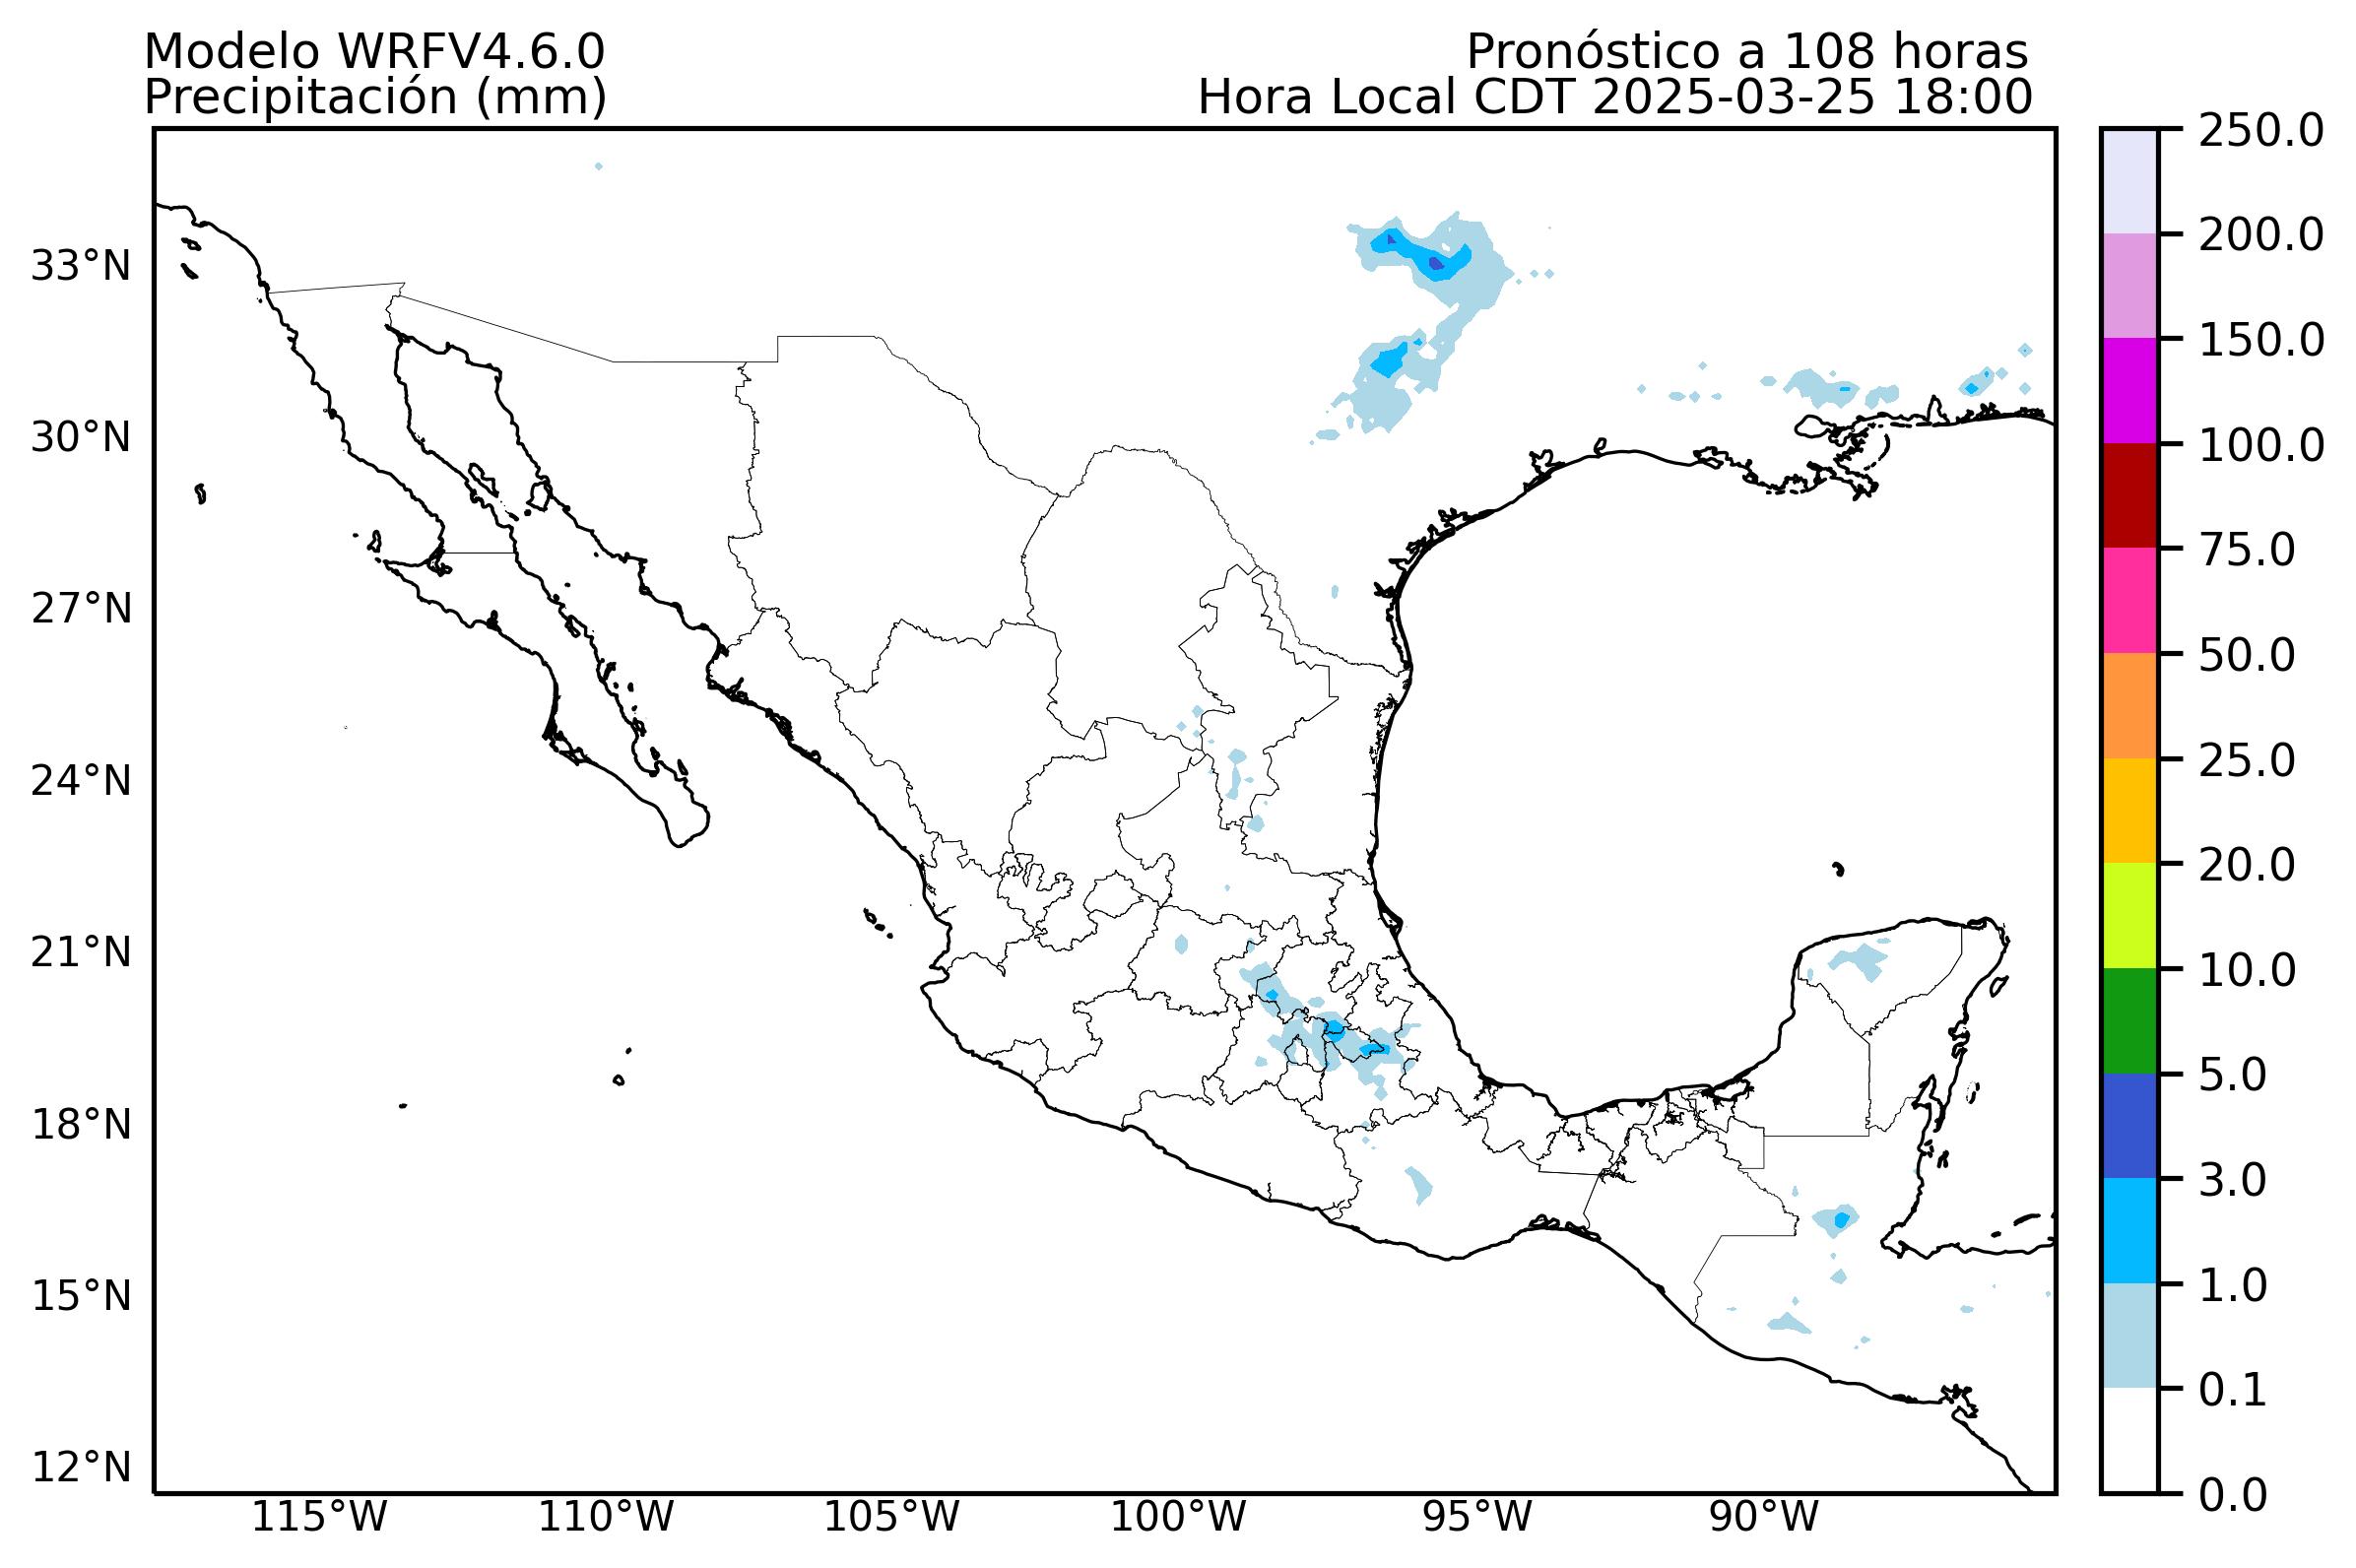 Modelo WRFV4.6.0
Precipitación (mm)
Pronóstico a 108 horas
Hora Local CDT 2025-03-25 18:00
33°N
30°N
27°N
24°N
21°N
18°N
15°N
12°N
115°W
110°W
105°W
100°W
95°W
90°W
250.0
200.0
150.0
100.0
75.0
50.0
25.0
20.0
10.0
5.0
3.0
1.0
0.1
0.0